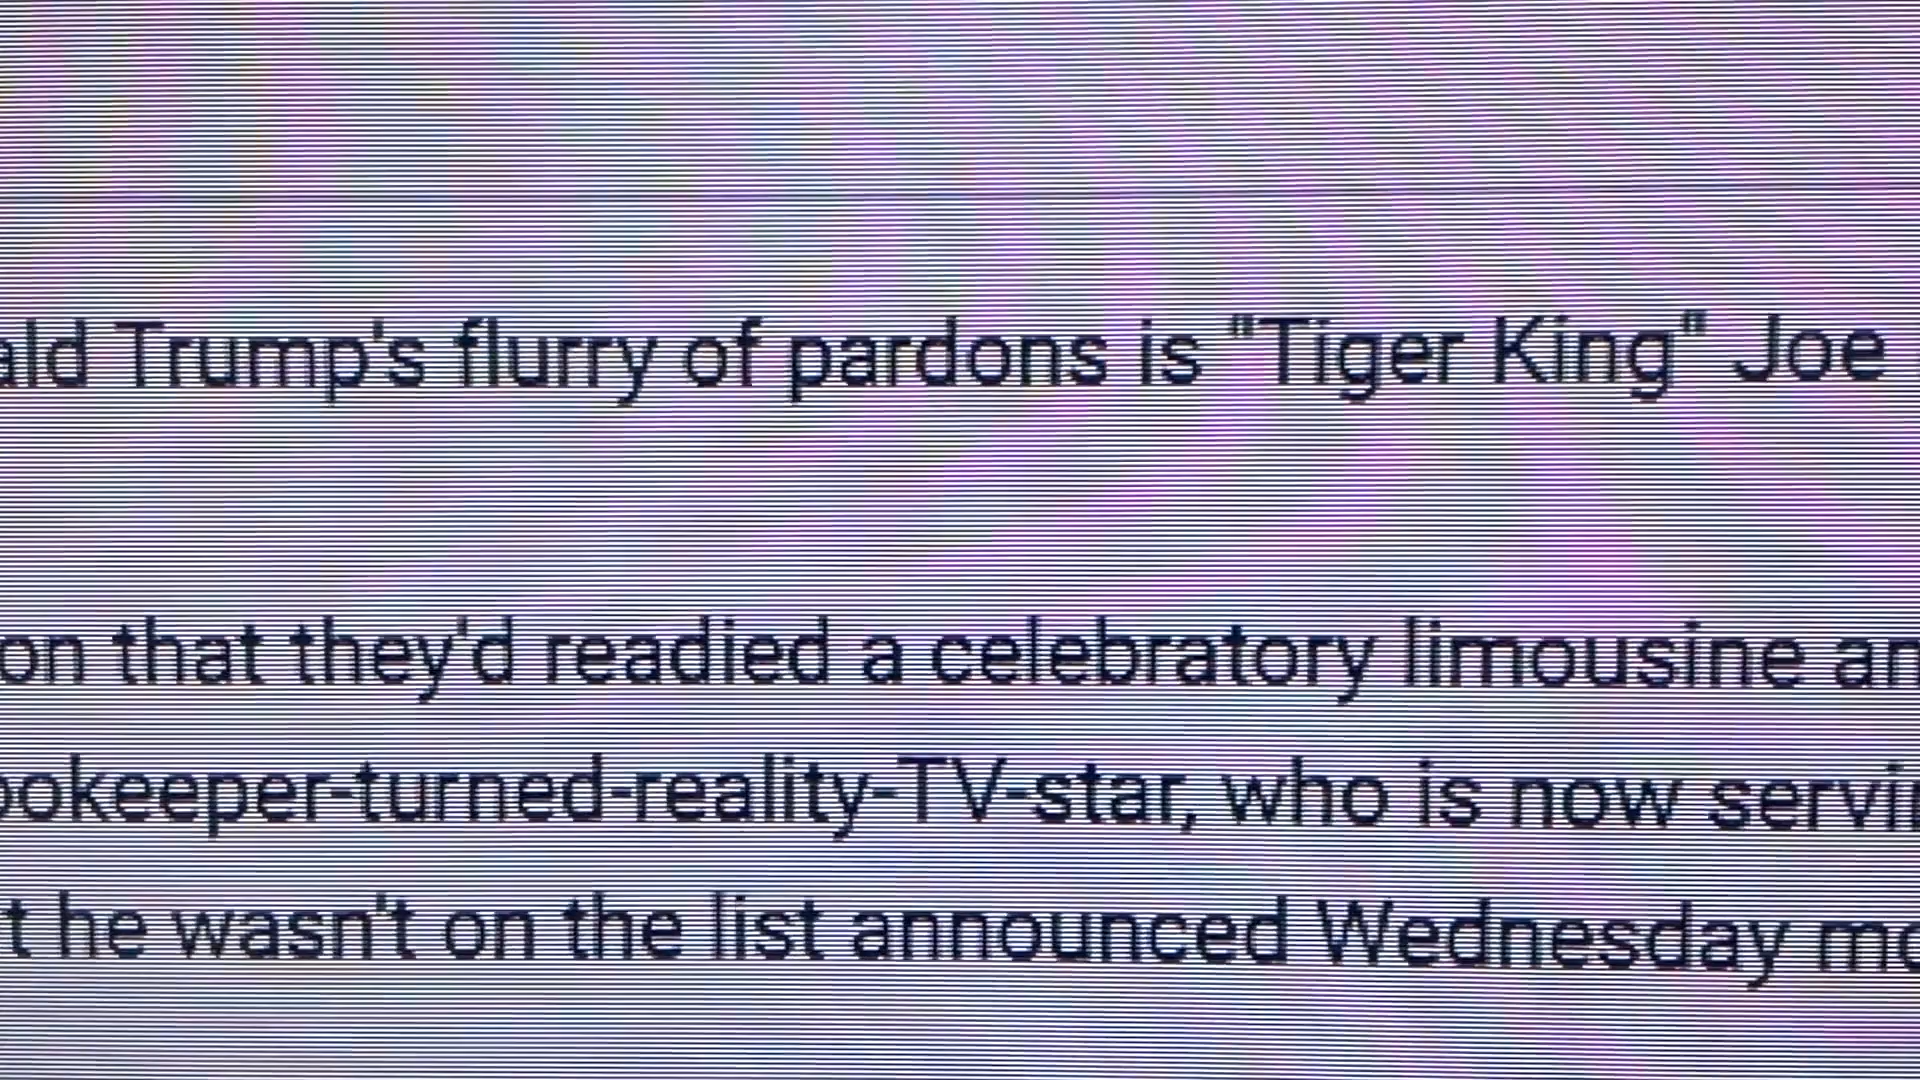 ald Trump's flurry of pardons is "Tiger King" Joe
on that they'd readied a celebratory limousine an
ookeeper-turned-reality-TV-star, who is now servin
t he wasn't on the list announced Wednesday mo